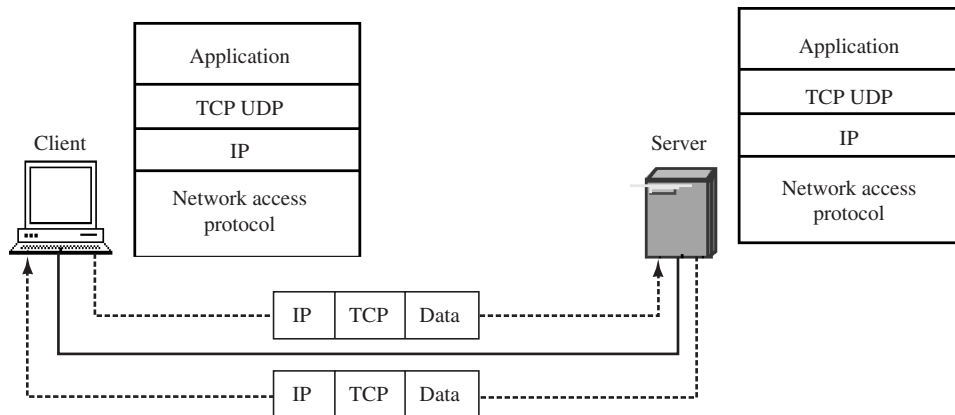 Application
TCP UDP
IP
Network access
protocol
Client
Application
TCP UDP
IP
Network access
protocol
Server
IP TCP Data
IP TCP Data